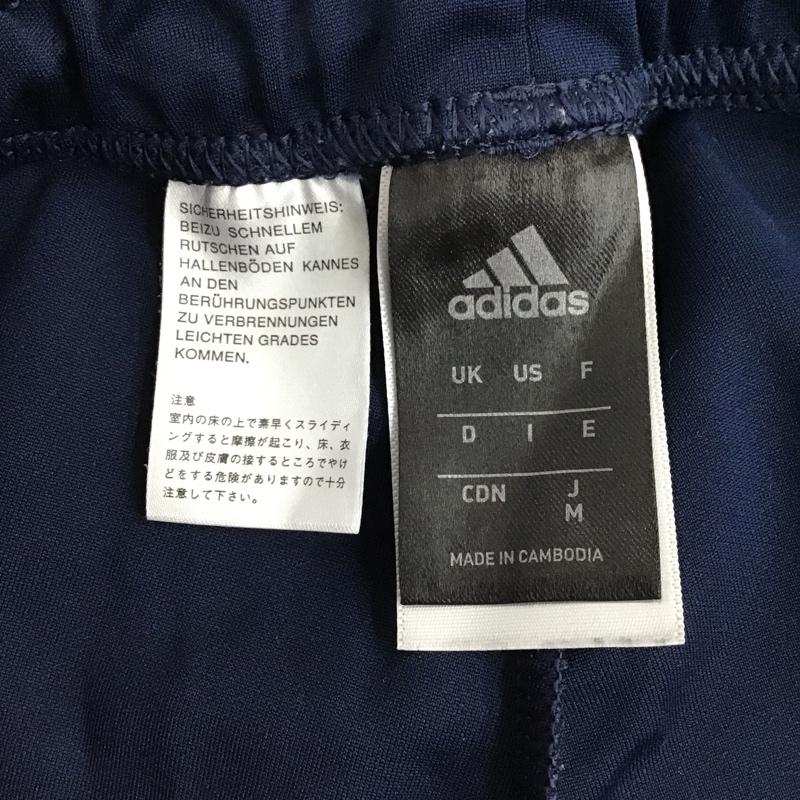 SICHERHEITSHINWEIS:
BEIZU SCHNELLEM
RUTSCHEN AUF
HALLENBÖDEN KANNES
AN DEN
BERÜHRUNGSPUNKTEN
ZU VERBRENNUNGEN
LEICHTEN GRADES
KOMMEN.
注意
室内の床の上で素早くスライディ
ングすると摩擦が起こり、床、衣
服及び皮膚の接するところでやけ
どをする危険がありますので十分
注意して下さい。
adidas
UK US F
D I E
CDN J
M
MADE IN CAMBODIA